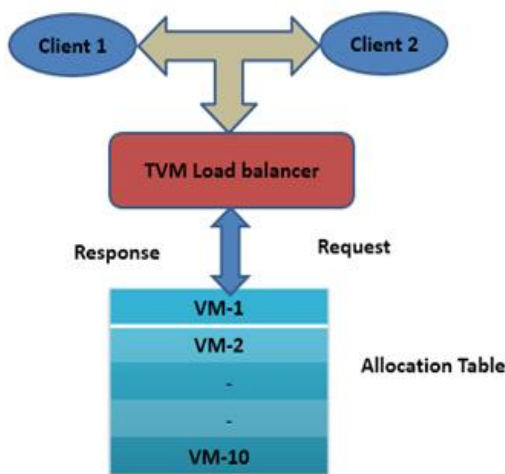 Client 1
Client 2
TVM Load balancer
Response
Request
VM-1
VM-2
-
-
VM-10
Allocation Table